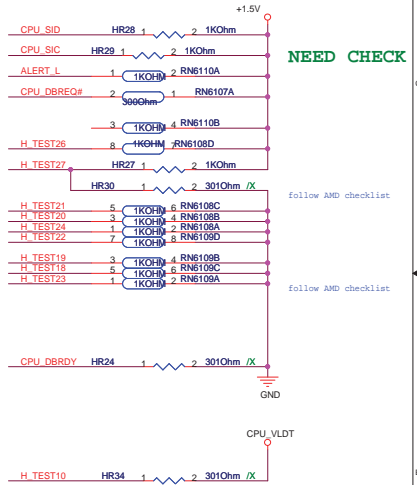 +1.5V
CPU_SID HR28 1 2 1KOhm
CPU_SIC HR29 1 2 1KOhm
NEED CHECK
ALERT_L 1 1KOHM 2 RN6110A
CPU_DBREQ# 2 300Ohm 1 RN6107A
3 1KOHM 4 RN6110B
H_TEST26 8 1KOHM 7 RN6108D
H_TEST27 HR27 1 2 1KOhm
HR30 1 2 301Ohm /X
follow AMD checklist
H_TEST21 5 1KOHM 6 RN6108C
H_TEST20 3 1KOHM 4 RN6108B
H_TEST24 1 1KOHM 2 RN6108A
H_TEST22 7 1KOHM 8 RN6109D
H_TEST19 3 1KOHM 4 RN6109B
H_TEST18 5 1KOHM 6 RN6109C
H_TEST23 1 1KOHM 2 RN6109A
follow AMD checklist
CPU_DBRDY HR24 1 2 301Ohm /X
GND
CPU_VLDT
H_TEST10 HR34 1 2 301Ohm /X